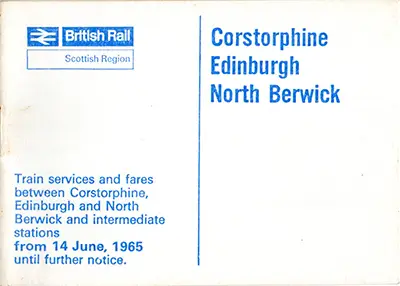 British Rail
Scottish Region
Corstorphine
Edinburgh
North Berwick
Train services and fares
between Corstorphine,
Edinburgh and North
Berwick and intermediate
stations
from 14 June, 1965
until further notice.